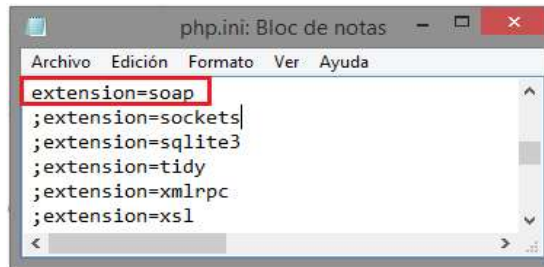 php.ini: Bloc de notas
Archivo Edición Formato Ver Ayuda
extension=soap
;extension=sockets
;extension=sqlite3
;extension=tidy
;extension=xmlrpc
;extension=xsl